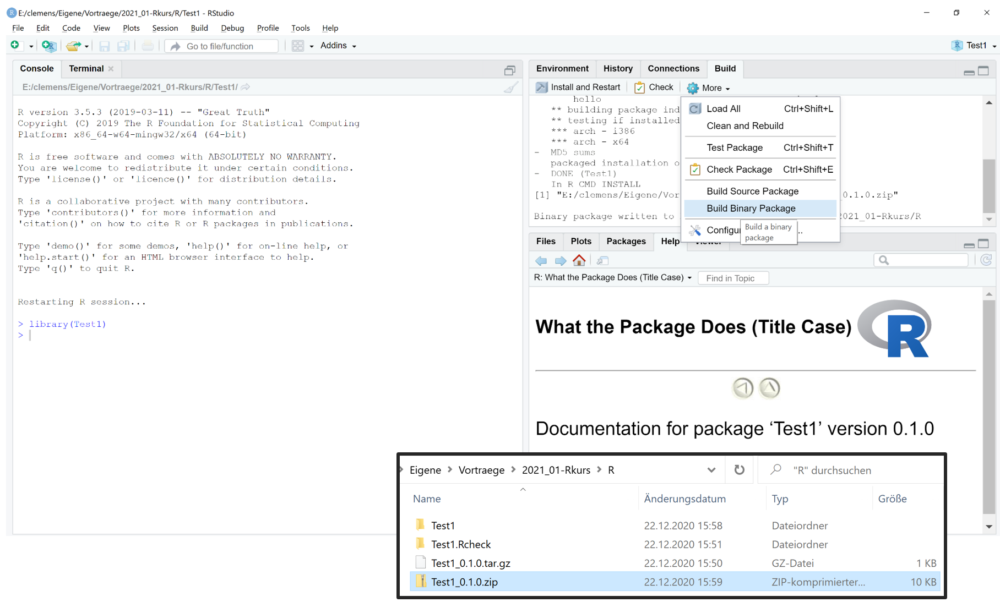 E:/clemens/Eigene/Vortraege/2021_01-Rkurs/R/Test1 - RStudio
File Edit Code View Plots Session Build Debug Profile Tools Help
Go to file/function Addins Test1
Console Terminal
E:/clemens/Eigene/Vortraege/2021_01-Rkurs/R/Test1/
R version 3.5.3 (2019-03-11) -- "Great Truth"
Copyright (C) 2019 The R Foundation for Statistical Computing
Platform: x86_64-w64-mingw32/x64 (64-bit)
R is free software and comes with ABSOLUTELY NO WARRANTY.
You are welcome to redistribute it under certain conditions.
Type 'license()' or 'licence()' for distribution details.
R is a collaborative project with many contributors.
Type 'contributors()' for more information and
'citation()' on how to cite R or R packages in publications.
Type 'demo()' for some demos, 'help()' for on-line help, or
'help.start()' for an HTML browser interface to help.
Type 'q()' to quit R.
Restarting R session...
> library(Test1)
>
Environment History Connections Build
Install and Restart Check More
hello
** building package ind
** testing if installed
*** arch - i386
*** arch - x64
- MD5 sums
packaged installation o
- DONE (Test1)
In R CMD INSTALL
[1] "E:/clemens/Eigene/Vor 0.1.0.zip"
Binary package written to 2021_01-Rkurs/R
Load All Ctrl+Shift+L
Clean and Rebuild
Test Package Ctrl+Shift+T
Check Package Ctrl+Shift+E
Build Source Package
Build Binary Package
Configu ..
Build a binary
package
Files Plots Packages Help Viewer
R: What the Package Does (Title Case) Find in Topic
What the Package Does (Title Case) R
Documentation for package ‘Test1’ version 0.1.0
Eigene > Vortraege > 2021_01-Rkurs > R "R" durchsuchen
Name Änderungsdatum Typ Größe
Test1 22.12.2020 15:58 Dateiordner
Test1.Rcheck 22.12.2020 15:51 Dateiordner
Test1_0.1.0.tar.gz 22.12.2020 15:50 GZ-Datei 1 KB
Test1_0.1.0.zip 22.12.2020 15:59 ZIP-komprimierter... 10 KB